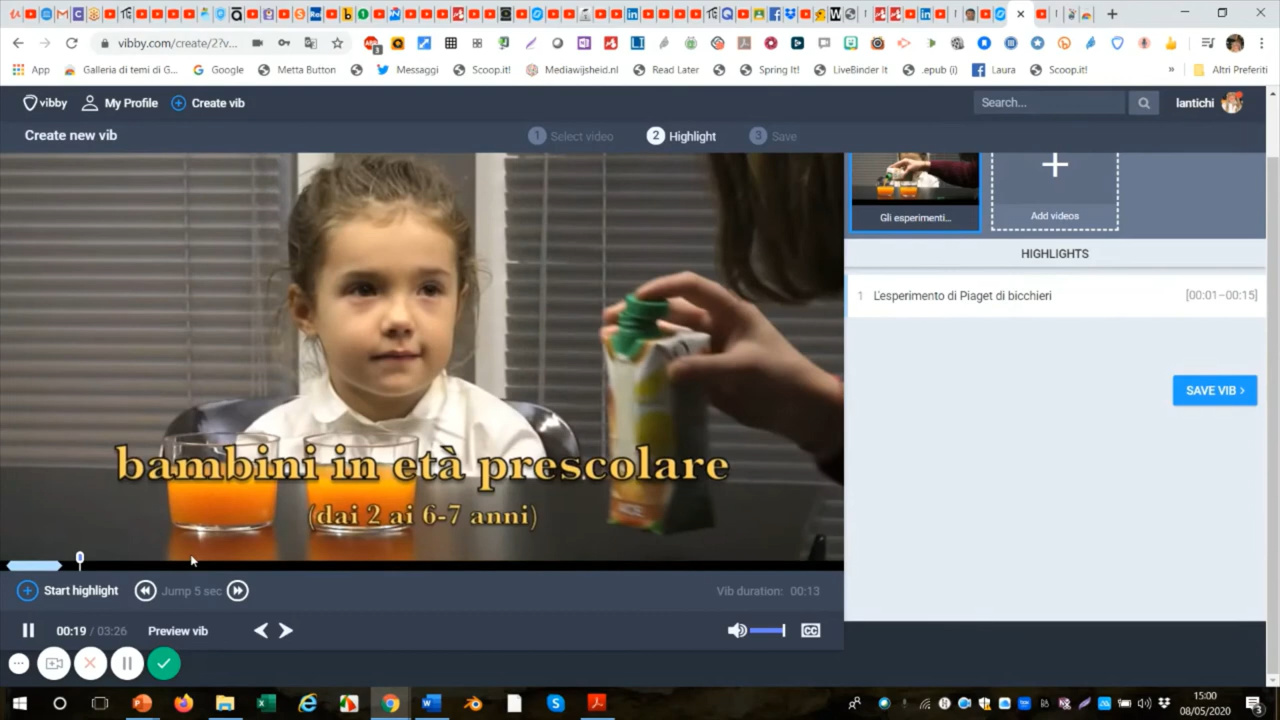 vibby.com/create/2?v...
App
Galleria di temi di G...
Google
Metta Button
Messaggi
Scoop.it!
Mediawijsheid.nl
Read Later
Spring It!
LiveBinder It
.epub (i)
Laura
Scoop.it!
»
Altri Preferiti
vibby
My Profile
Create vib
Search...
lantichi
Create new vib
1 Select video
2 Highlight
3 Save
Gli esperimenti...
Add videos
HIGHLIGHTS
1 L'esperimento di Piaget di bicchieri [00:01–00:15]
SAVE VIB >
bambini in età prescolare
(dai 2 ai 6-7 anni)
Start highlight
Jump 5 sec
Vib duration: 00:13
00:19 / 03:26
Preview vib
CC
15:00
08/05/2020